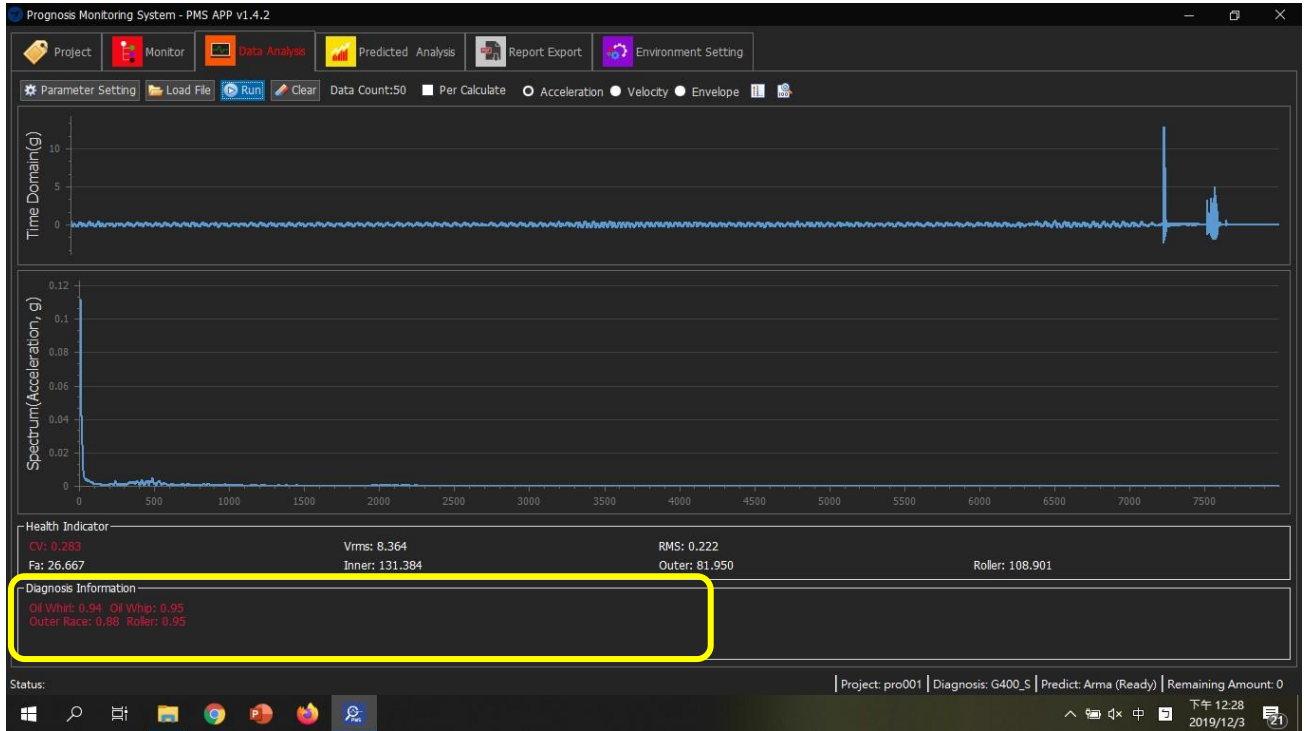 Prognosis Monitoring System - PMS APP v1.4.2
Project Monitor Data Analysis Predicted Analysis Report Export Environment Setting
Parameter Setting Load File Run Clear Data Count:50 Per Calculate Acceleration Velocity Envelope
Time Domain(g)
10
5
0
Spectrum(Acceleration, g)
0.12
0.1
0.08
0.06
0.04
0.02
0
0 500 1000 1500 2000 2500 3000 3500 4000 4500 5000 5500 6000 6500 7000 7500
Health Indicator
CV: 0.283 Vrms: 8.364 RMS: 0.222
Fa: 26.667 Inner: 131.384 Outer: 81.950 Roller: 108.901
Diagnosis Information
Oil Whirl: 0.94 Oil Whip: 0.95
Outer Race: 0.88 Roller: 0.95
Status: Project: pro001 Diagnosis: G400_S Predict: Arma (Ready) Remaining Amount: 0
中 下午 12:28
2019/12/3 21